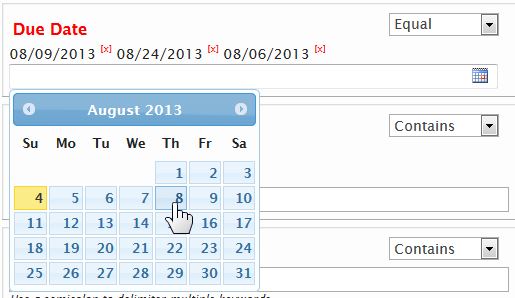 Due Date
Equal
08/09/2013 [x] 08/24/2013 [x] 08/06/2013 [x]
August 2013
Contains
Su Mo Tu We Th Fr Sa
1 2 3
4 5 6 7 8 9 10
11 12 13 14 16 17
18 19 20 21 22 23 24
Contains
25 26 27 28 29 30 31